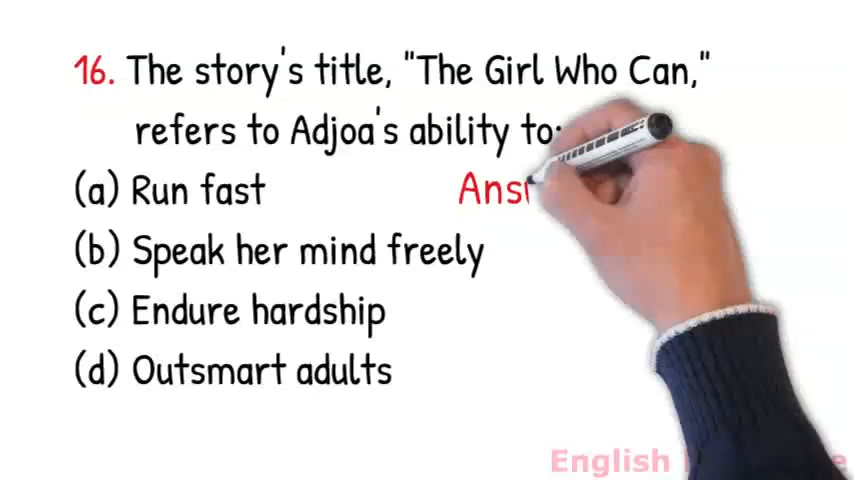 16. The story's title, "The Girl Who Can,"
refers to Adjoa's ability to:
(a) Run fast
(b) Speak her mind freely
(c) Endure hardship
(d) Outsmart adults
English